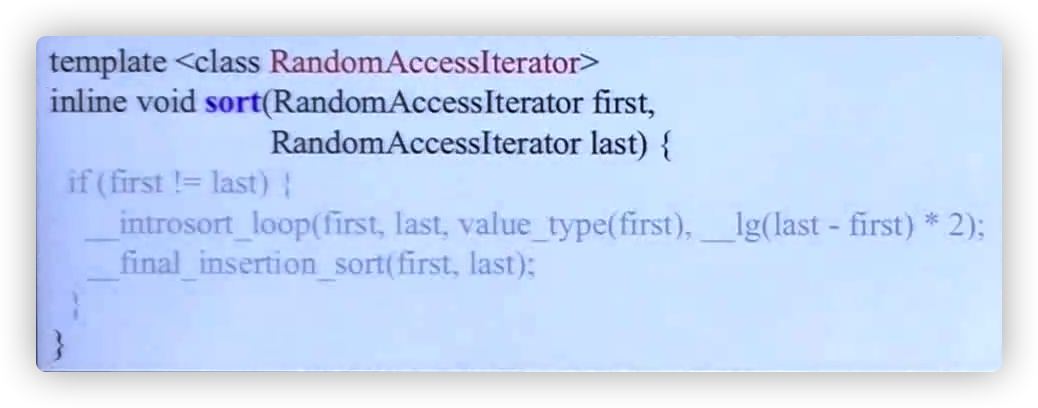 template <class RandomAccessIterator>
inline void sort(RandomAccessIterator first,
RandomAccessIterator last) {
if (first != last) {
__introsort_loop(first, last, value_type(first), __lg(last - first) * 2);
__final_insertion_sort(first, last);
}
}